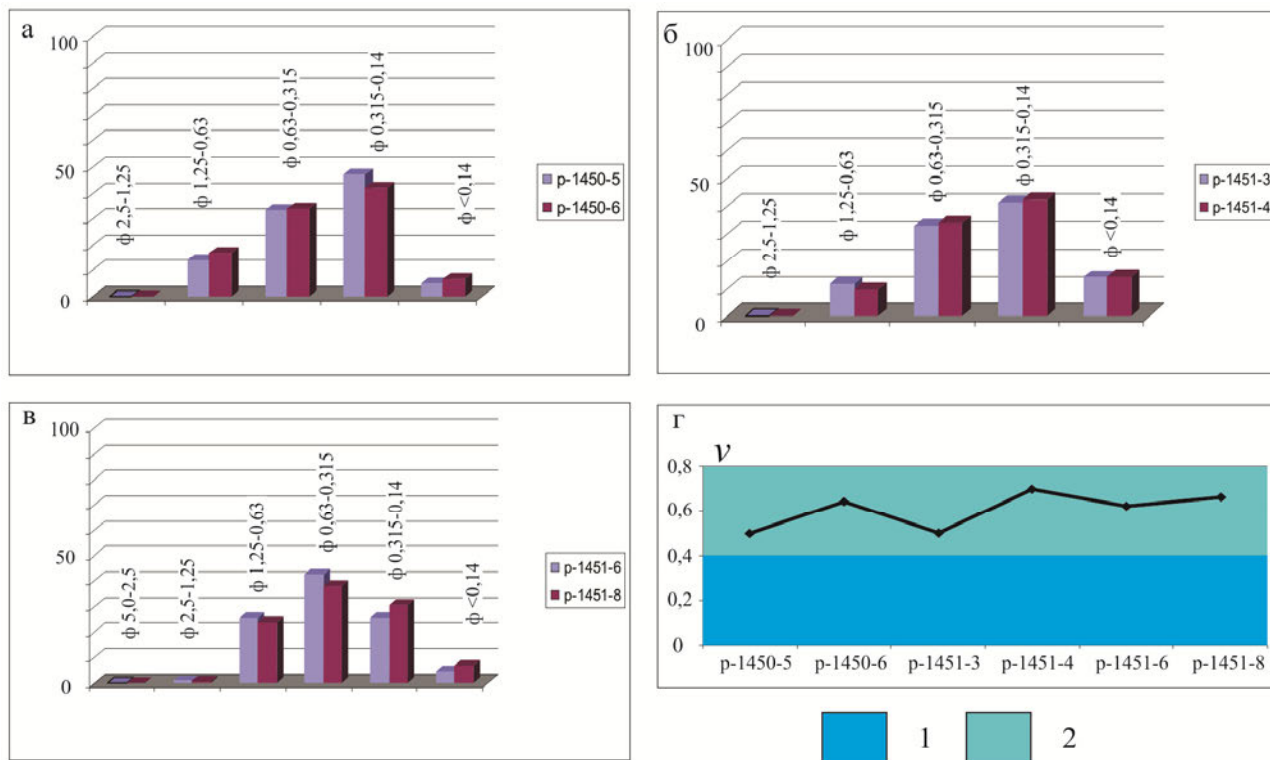 а
100
50
0
ф 2,5-1,25
ф 1,25-0,63
ф 0,63-0,315
ф 0,315-0,14
ф <0,14
р-1450-5
р-1450-6
б
100
50
0
ф 2,5-1,25
ф 1,25-0,63
ф 0,63-0,315
ф 0,315-0,14
ф <0,14
р-1451-3
р-1451-4
в
100
50
0
ф 5,0-2,5
ф 2,5-1,25
ф 1,25-0,63
ф 0,63-0,315
ф 0,315-0,14
ф <0,14
р-1451-6
р-1451-8
г
ν
0,8
0,6
0,4
0,2
0
р-1450-5 р-1450-6 р-1451-3 р-1451-4 р-1451-6 р-1451-8
1 2